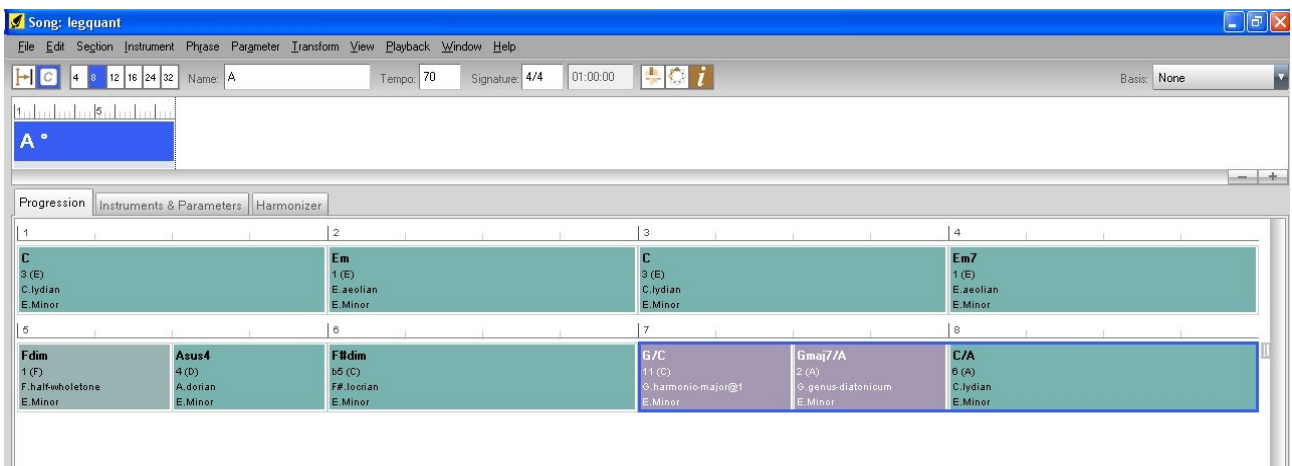 Song: legquant
File Edit Section Instrument Phrase Parameter Transform View Playback Window Help
C 4 8 12 16 24 32 Name: A Tempo: 70 Signature: 4/4 01:00:00 i Basis: None
1 5
A °
− +
Progression Instruments & Parameters Harmonizer
1 2 3 4
C Em C Em7
3 (E) 1 (E) 3 (E) 1 (E)
C.lydian E.aeolian C.lydian E.aeolian
E.Minor E.Minor E.Minor E.Minor
5 6 7 8
Fdim Asus4 F#dim G/C Gmaj7/A C/A
1 (F) 4 (D) b5 (C) 11 (C) 2 (A) 6 (A)
F.half-wholetone A.dorian F#.locrian G.harmonic-major@1 G.genus-diatonicum C.lydian
E.Minor E.Minor E.Minor E.Minor E.Minor E.Minor